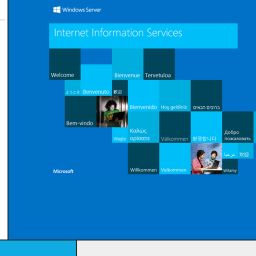 Windows Server
Internet Information Services
Welcome
Bienvenue
Tervetuloa
ようこそ
Benvenuto
歓迎
Bem-vindo
Bienvenido
Hoş geldiniz
ברוכים הבאים
Vítejte
Καλώς
ορίσατε
Välkommen
환영합니다
Добро
пожаловать
Üdvözöljük
مرحبا
欢迎
Microsoft
Willkommen
Velkommen
Witamy